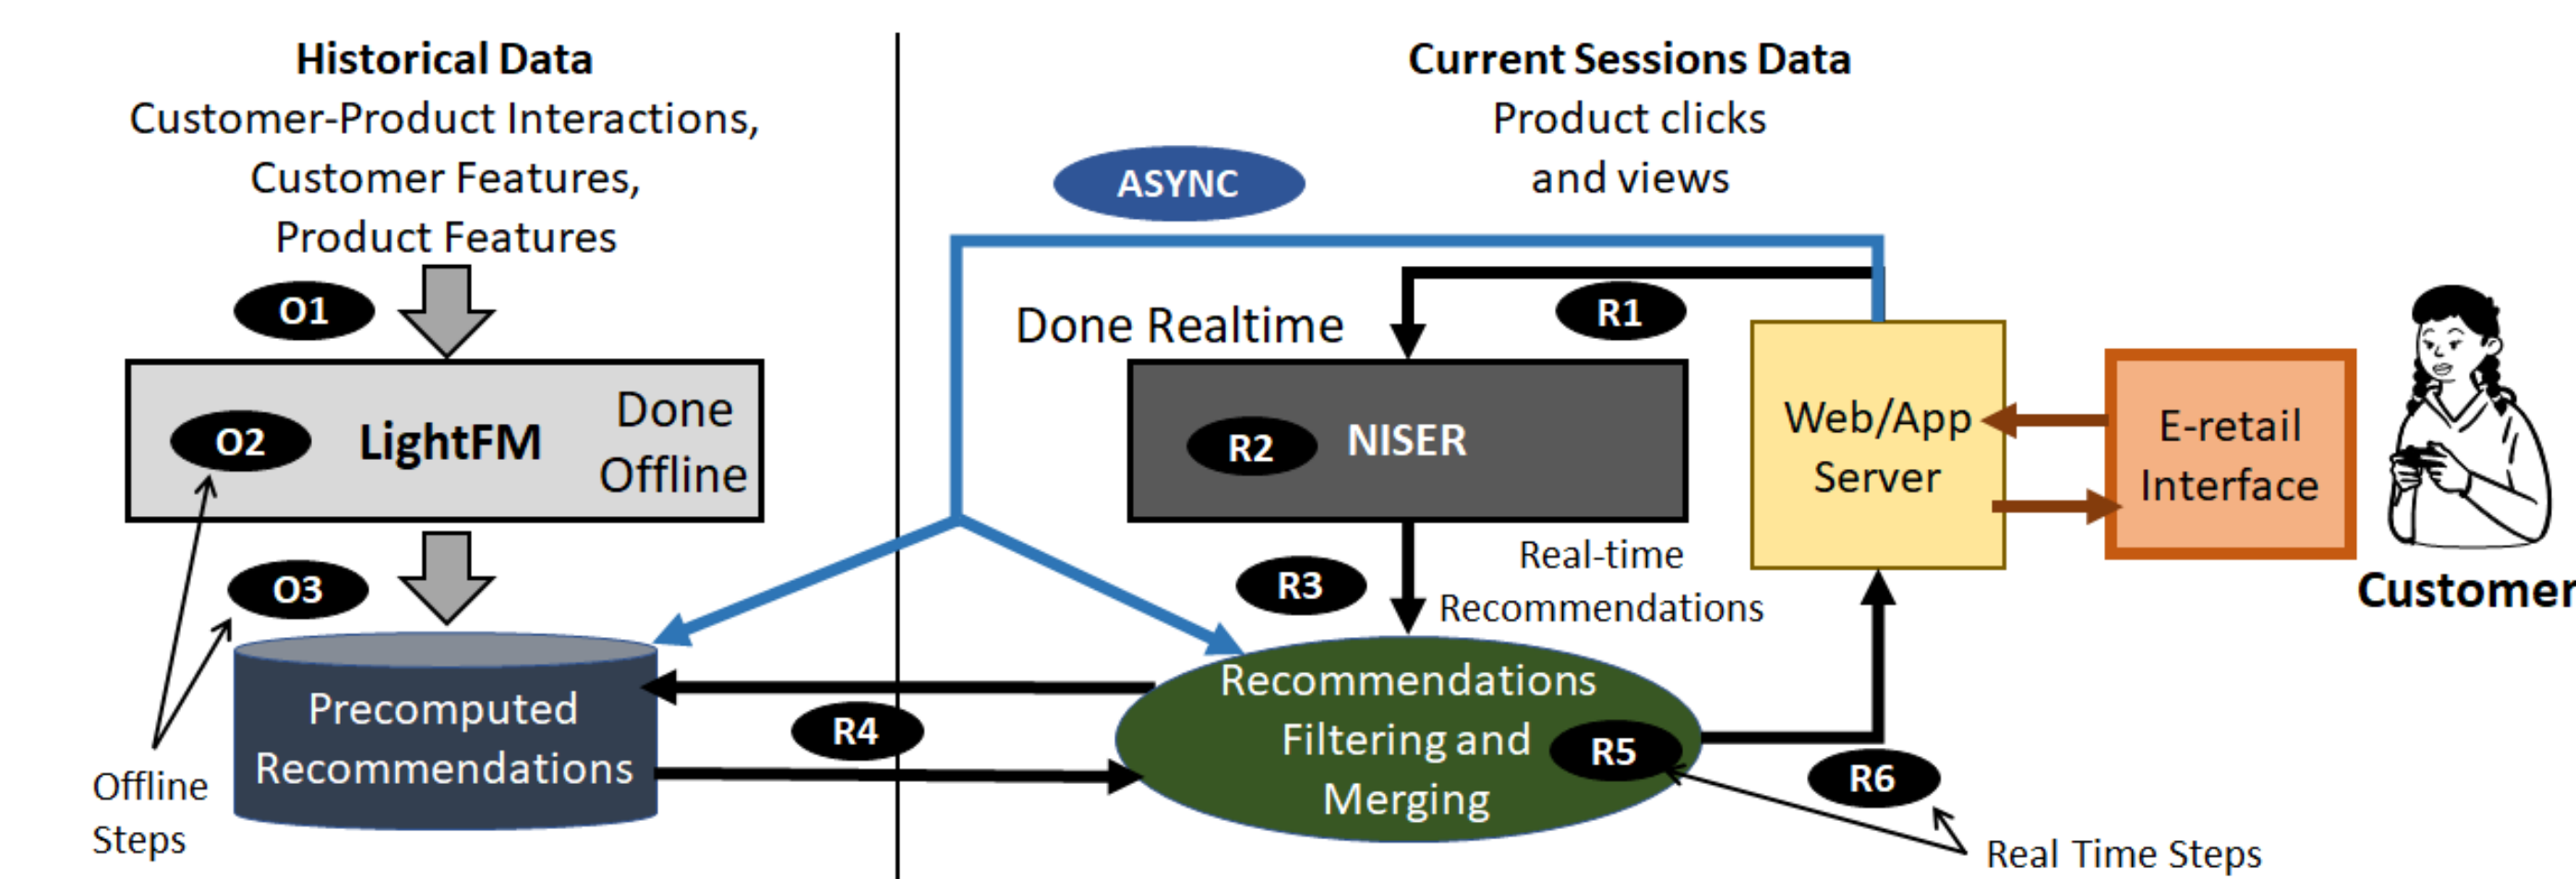 Historical Data
Customer-Product Interactions,
Customer Features,
Product Features
O1
O2
LightFM
Done
Offline
O3
Precomputed
Recommendations
Offline
Steps
Current Sessions Data
Product clicks
and views
ASYNC
Done Realtime
R1
R2
NISER
R3
Real-time
Recommendations
Web/App
Server
E-retail
Interface
Customer
R4
Recommendations
Filtering and
Merging
R5
R6
Real Time Steps